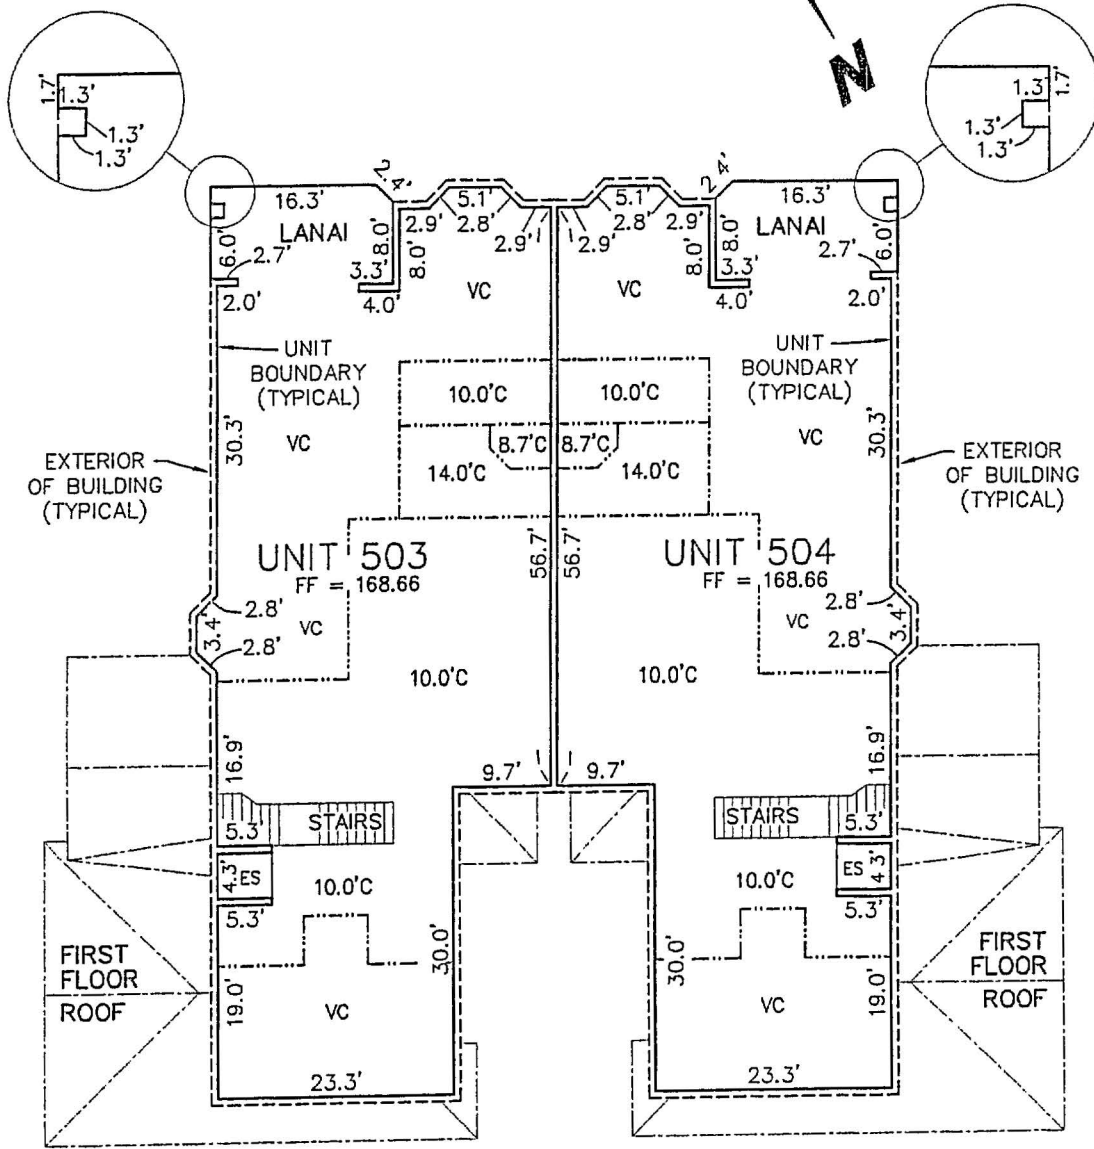 N
1.7'
1.3'
1.3'
1.3'
1.3
1.7'
1.3'
1.3'
16.3'
2.4'
5.1'
2.9'
2.8'
2.9'
5.1'
2.8'
2.9'
2.9'
2.4'
16.3'
LANAI
LANAI
6.0'
8.0'
8.0'
8.0'
8.0'
6.0'
2.7'
3.3'
3.3'
2.7'
2.0'
4.0'
VC
VC
4.0'
2.0'
UNIT
BOUNDARY
(TYPICAL)
UNIT
BOUNDARY
(TYPICAL)
10.0'C
10.0'C
30.3'
VC
8.7'C
8.7'C
VC
30.3'
14.0'C
14.0'C
EXTERIOR
OF BUILDING
(TYPICAL)
EXTERIOR
OF BUILDING
(TYPICAL)
UNIT 503
FF = 168.66
56.7'
56.7'
UNIT 504
FF = 168.66
2.8'
3.4'
2.8'
VC
VC
2.8'
3.4'
2.8'
10.0'C
10.0'C
16.9'
16.9'
9.7'
9.7'
STAIRS
STAIRS
5.3'
5.3'
4.3'
ES
ES
4.3'
5.3'
5.3'
10.0'C
10.0'C
FIRST
FLOOR
ROOF
FIRST
FLOOR
ROOF
30.0'
30.0'
19.0'
19.0'
VC
VC
23.3'
23.3'